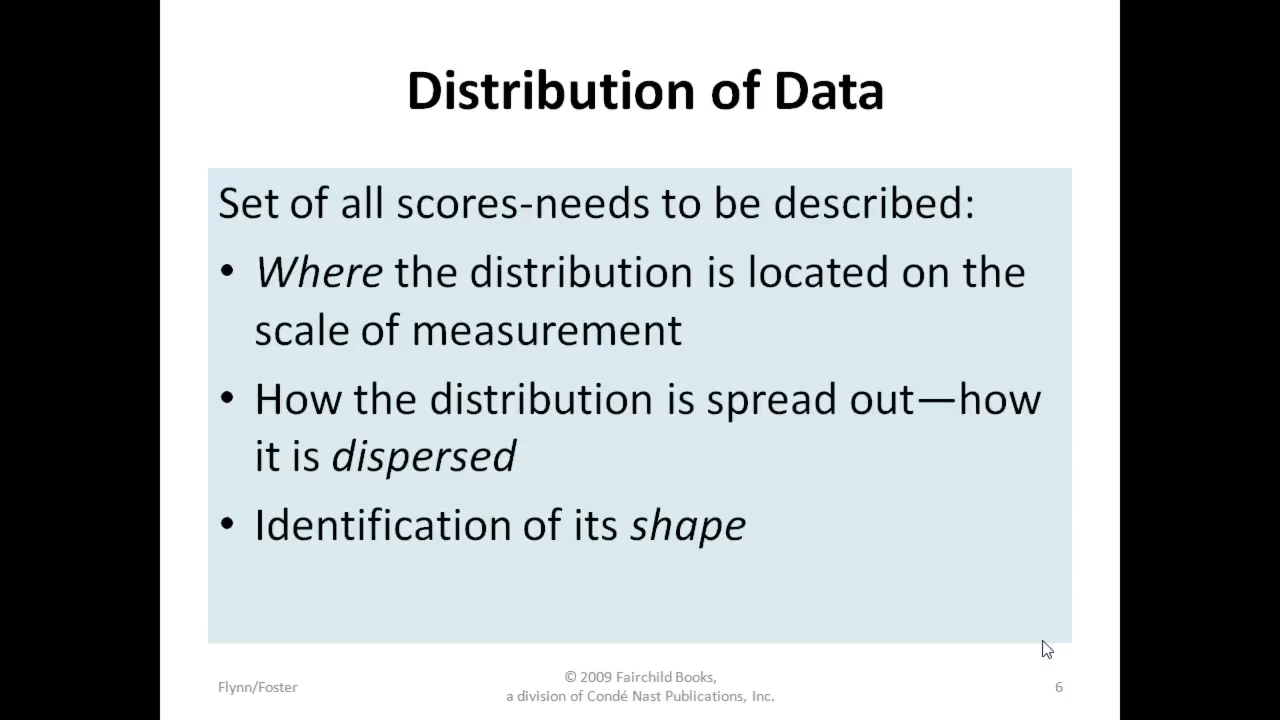 Distribution of Data
Set of all scores-needs to be described:
• Where the distribution is located on the
scale of measurement
• How the distribution is spread out—how
it is dispersed
• Identification of its shape
Flynn/Foster
© 2009 Fairchild Books,
a division of Condé Nast Publications, Inc.
6